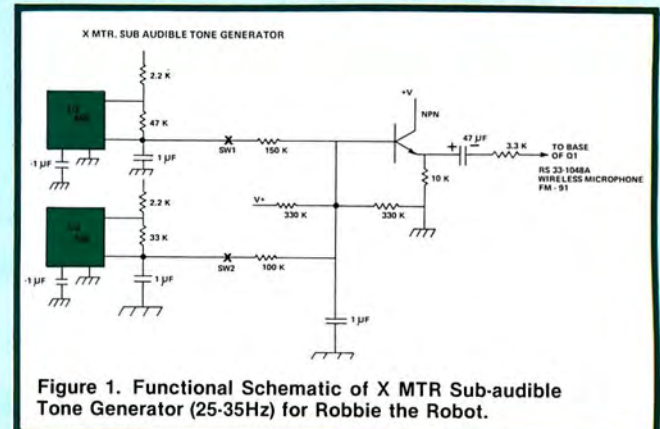 X MTR. SUB AUDIBLE TONE GENERATOR
2.2 K
47 K
-1 µF
1 µF
SW1
150 K
+V
NPN
47 µF
+
−
3.3 K
TO BASE
OF Q1
RS 33-1048A
WIRELESS MICROPHONE
FM - 91
10 K
V+
330 K
330 K
2.2 K
33 K
-1 µF
1 µF
SW2
100 K
1 µF
Figure 1. Functional Schematic of X MTR Sub-audible
Tone Generator (25-35Hz) for Robbie the Robot.